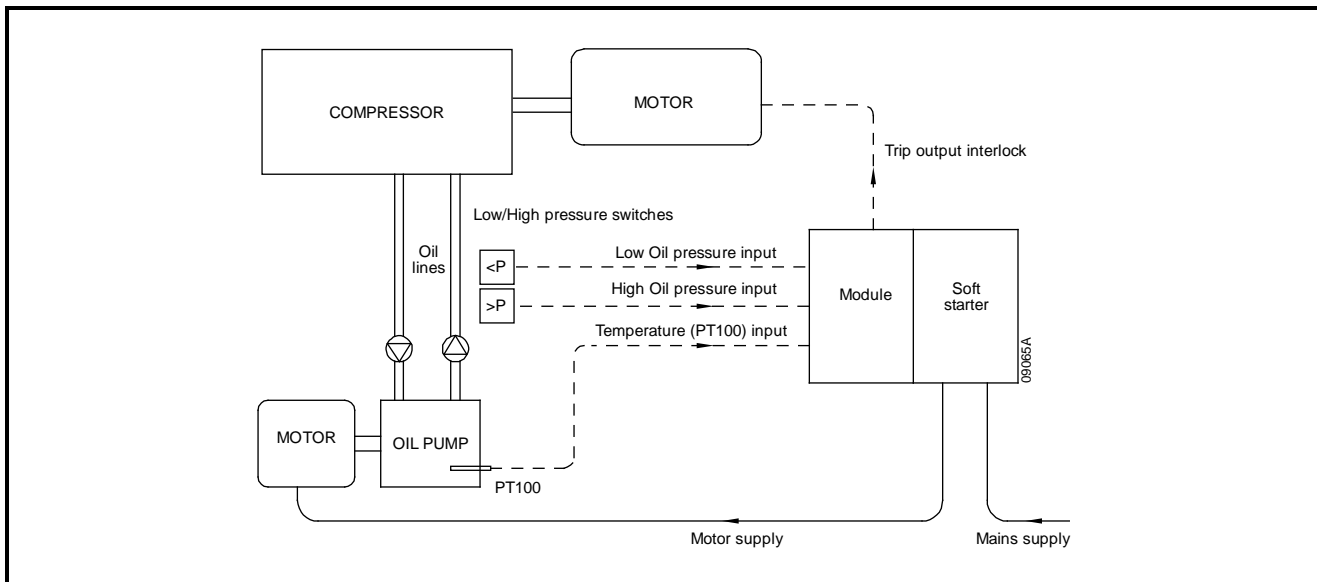 COMPRESSOR
MOTOR
Trip output interlock
Low/High pressure switches
Oil
lines
<P
Low Oil pressure input
>P
High Oil pressure input
Module
Soft
starter
Temperature (PT100) input
09065A
MOTOR
OIL PUMP
PT100
Motor supply
Mains supply